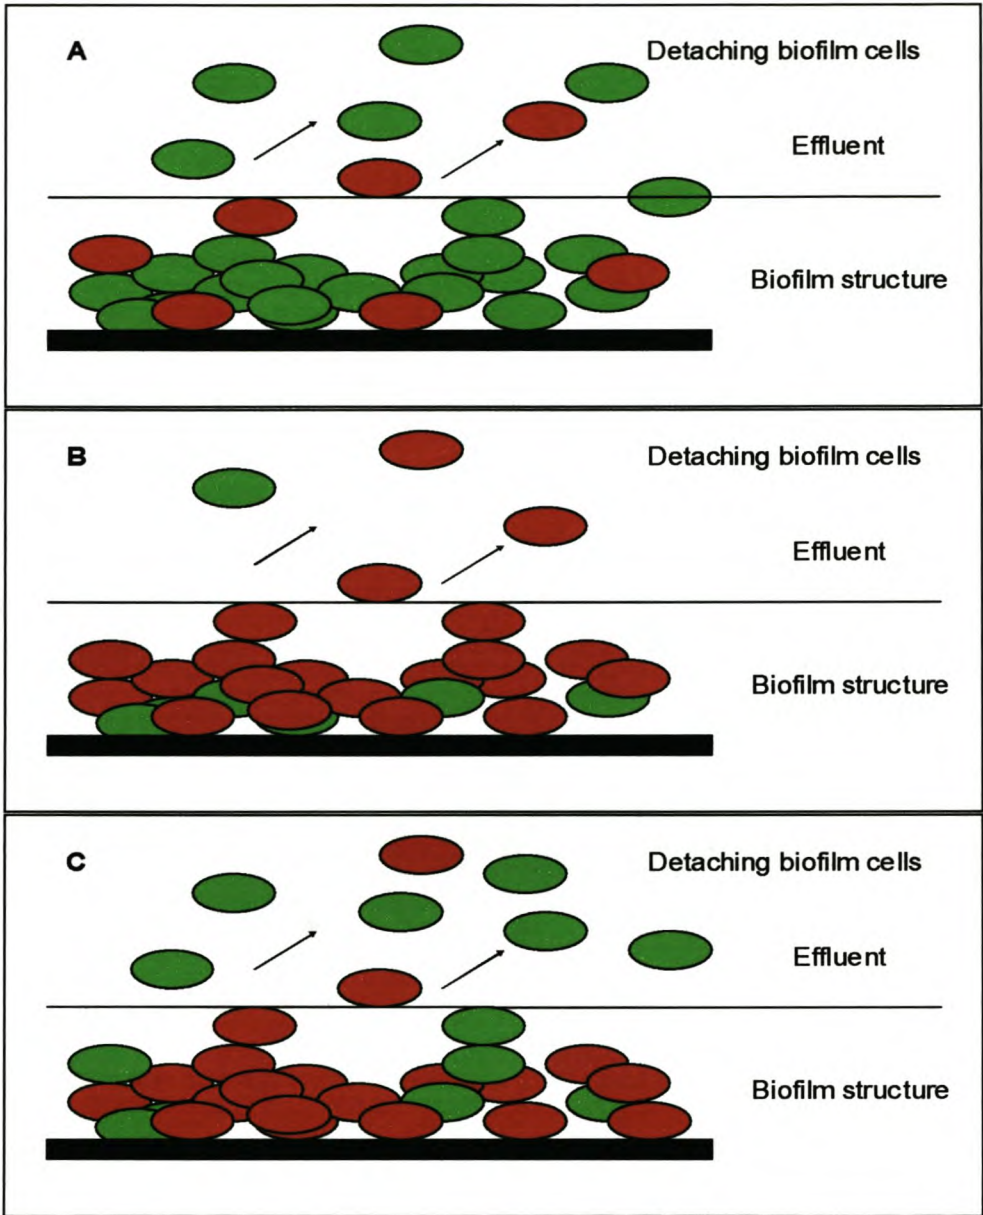 A
Detaching biofilm cells
Effluent
Biofilm structure
B
Detaching biofilm cells
Effluent
Biofilm structure
C
Detaching biofilm cells
Effluent
Biofilm structure